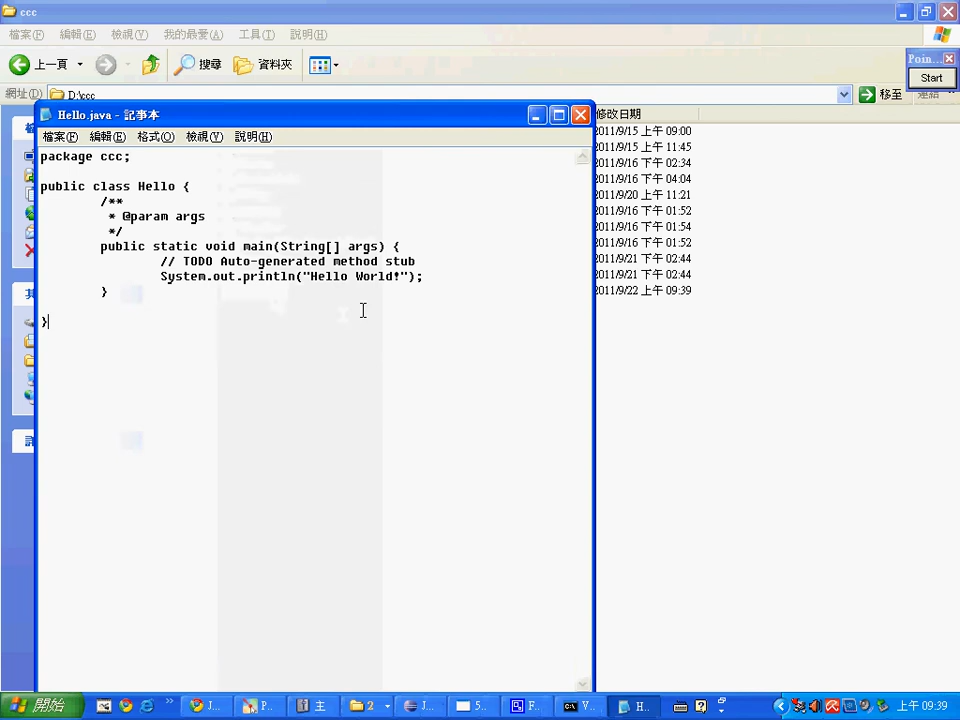 ccc
檔案(F) 編輯(E) 檢視(V) 我的最愛(A) 工具(T) 說明(H)
上一頁 搜尋 資料夾
Poin...
Start
網址(D) D:\ccc 移至 連結
Hello.java - 記事本
檔案(F) 編輯(E) 格式(O) 檢視(V) 說明(H)
package ccc;
public class Hello {
/**
* @param args
*/
public static void main(String[] args) {
// TODO Auto-generated method stub
System.out.println("Hello World!");
}
}
修改日期
2011/9/15 上午 09:00
2011/9/15 上午 11:45
2011/9/16 下午 02:34
2011/9/16 下午 04:04
2011/9/20 上午 11:21
2011/9/16 下午 01:52
2011/9/16 下午 01:54
2011/9/16 下午 01:52
2011/9/21 下午 02:44
2011/9/21 下午 02:44
2011/9/22 上午 09:39
開始 J... P... 主 2 J... 5.. F.. V.. H.. 上午 09:39